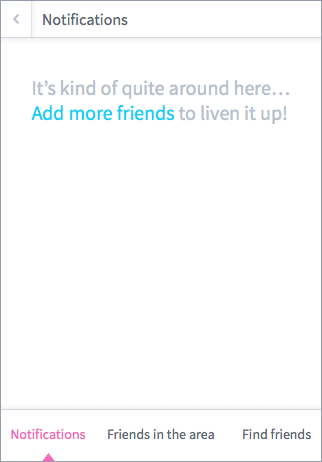 Notifications
It’s kind of quite around here…
Add more friends to liven it up!
Notifications Friends in the area Find friends